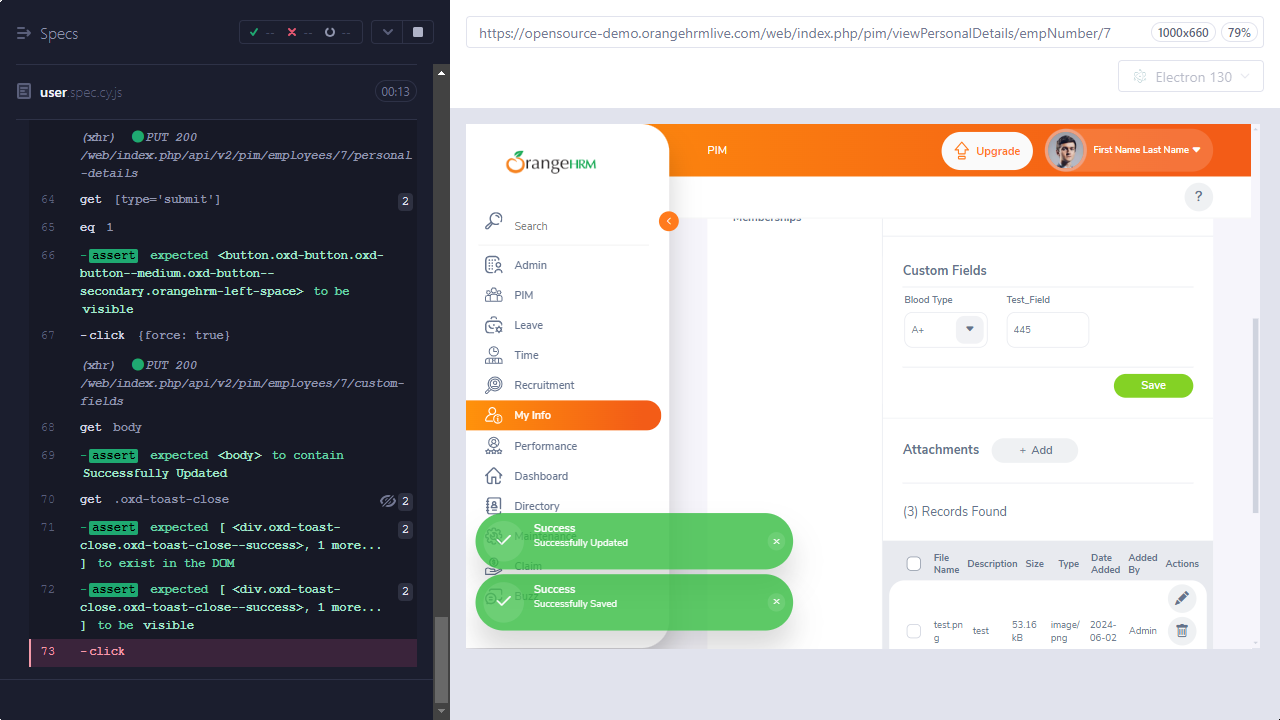 Specs
--
--
--
user.spec.cy.js
00:13
(xhr) PUT 200
/web/index.php/api/v2/pim/employees/7/personal
-details
64 get [type='submit'] 2
65 eq 1
66 -assert expected <button.oxd-button.oxd-
button--medium.oxd-button--
secondary.orangehrm-left-space> to be
visible
67 -click {force: true}
(xhr) PUT 200
/web/index.php/api/v2/pim/employees/7/custom-
fields
68 get body
69 -assert expected <body> to contain
Successfully Updated
70 get .oxd-toast-close 2
71 -assert expected [ <div.oxd-toast-
close.oxd-toast-close--success>, 1 more...
] to exist in the DOM
2
72 -assert expected [ <div.oxd-toast-
close.oxd-toast-close--success>, 1 more...
] to be visible
2
73 -click
https://opensource-demo.orangehrmlive.com/web/index.php/pim/viewPersonalDetails/empNumber/7
1000x660
79%
Electron 130
OrangeHRM
PIM
Upgrade
First Name Last Name
?
Search
Admin
PIM
Leave
Time
Recruitment
My Info
Performance
Dashboard
Directory
Maintenance
Claim
Buzz
Success
Successfully Updated
Success
Successfully Saved
Memberships
Custom Fields
Blood Type
Test_Field
A+
445
Save
Attachments
+ Add
(3) Records Found
File
Name
Description
Size
Type
Date
Added
Added
By
Actions
test.pn
g
test
53.16
kB
image/
png
2024-
06-02
Admin